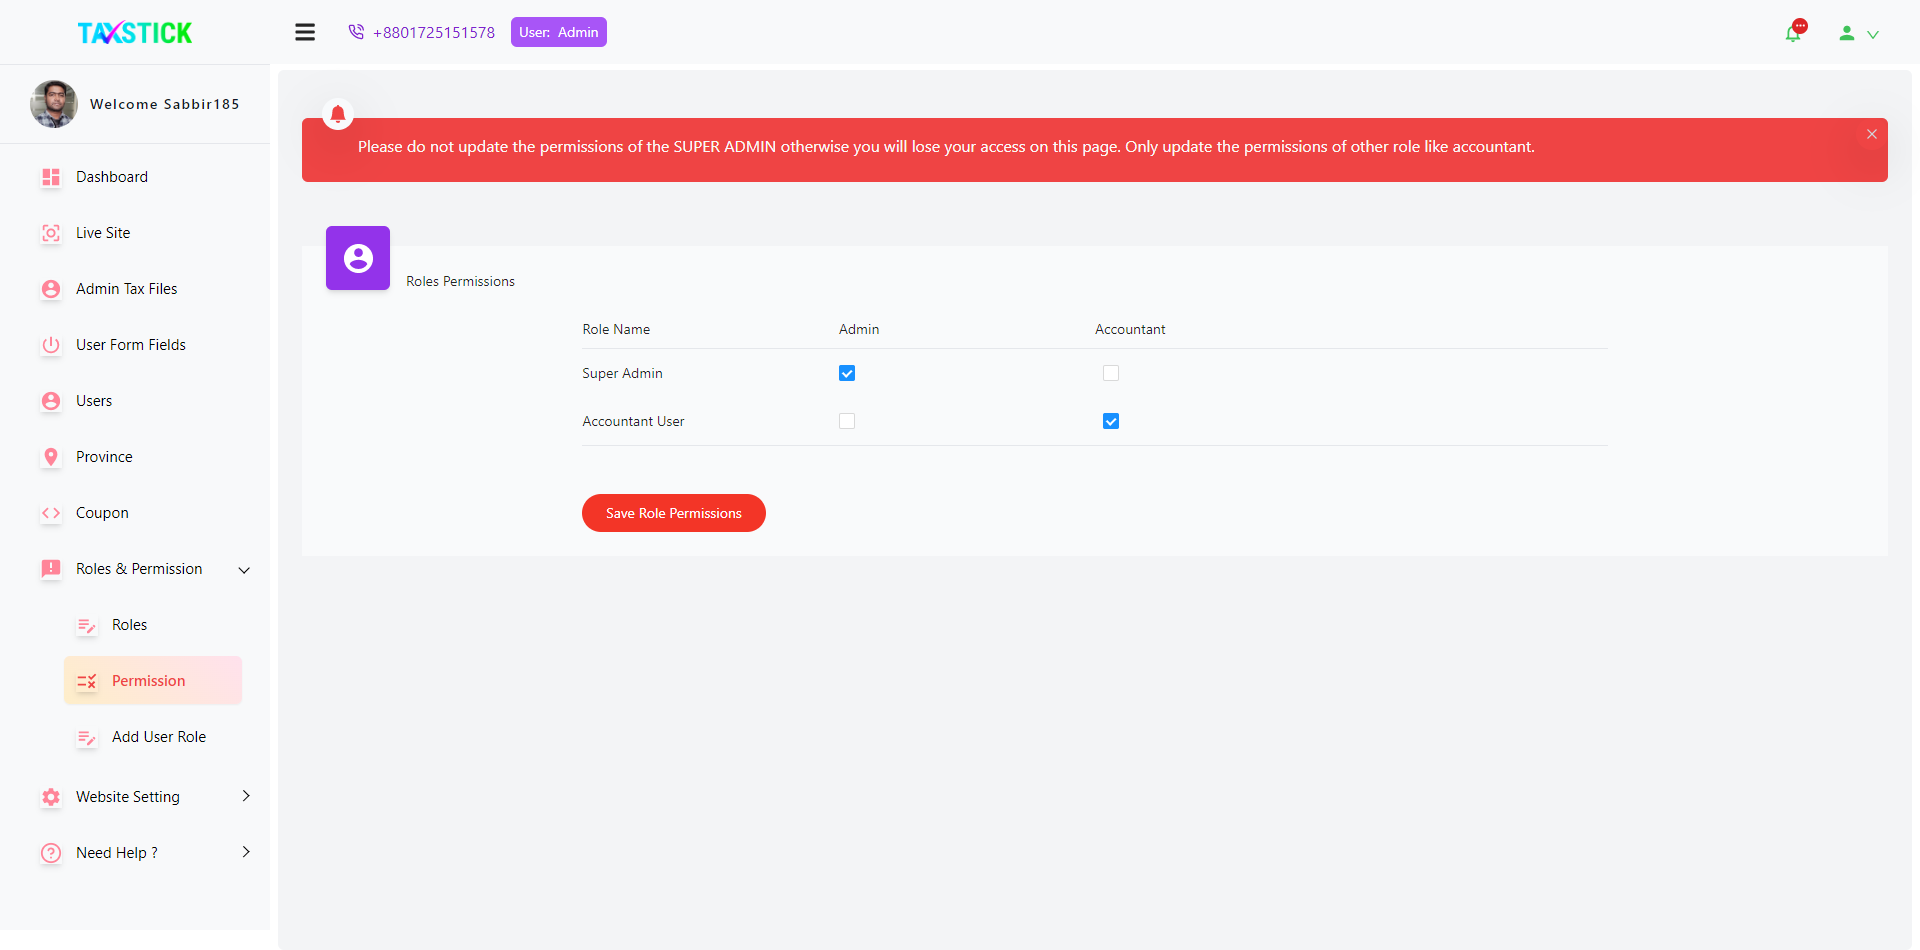 TAXSTICK
+8801725151578
User: Admin
Welcome Sabbir185
Dashboard
Live Site
Admin Tax Files
User Form Fields
Users
Province
Coupon
Roles & Permission
Roles
Permission
Add User Role
Website Setting
Need Help ?
Please do not update the permissions of the SUPER ADMIN otherwise you will lose your access on this page. Only update the permissions of other role like accountant.
Roles Permissions
Role Name Admin Accountant
Super Admin
Accountant User
Save Role Permissions